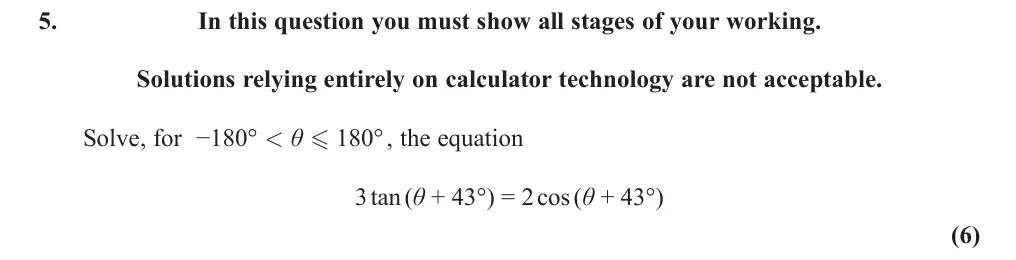 5. In this question you must show all stages of your working.
Solutions relying entirely on calculator technology are not acceptable.
Solve, for −180° < θ ⩽ 180°, the equation
3 tan (θ + 43°) = 2 cos (θ + 43°)
(6)